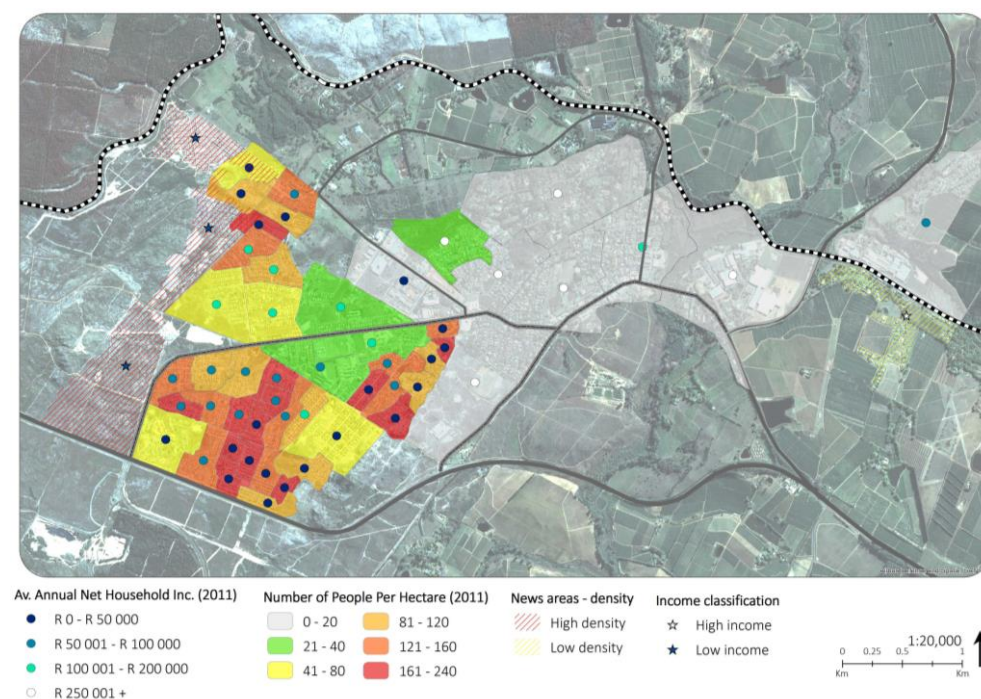 Av. Annual Net Household Inc. (2011)
R 0 - R 50 000
R 50 001 - R 100 000
R 100 001 - R 200 000
R 250 001 +
Number of People Per Hectare (2011)
0 - 20
21 - 40
41 - 80
81 - 120
121 - 160
161 - 240
News areas - density
High density
Low density
Income classification
High income
Low income
1:20,000
0 0.5 1
Km Km